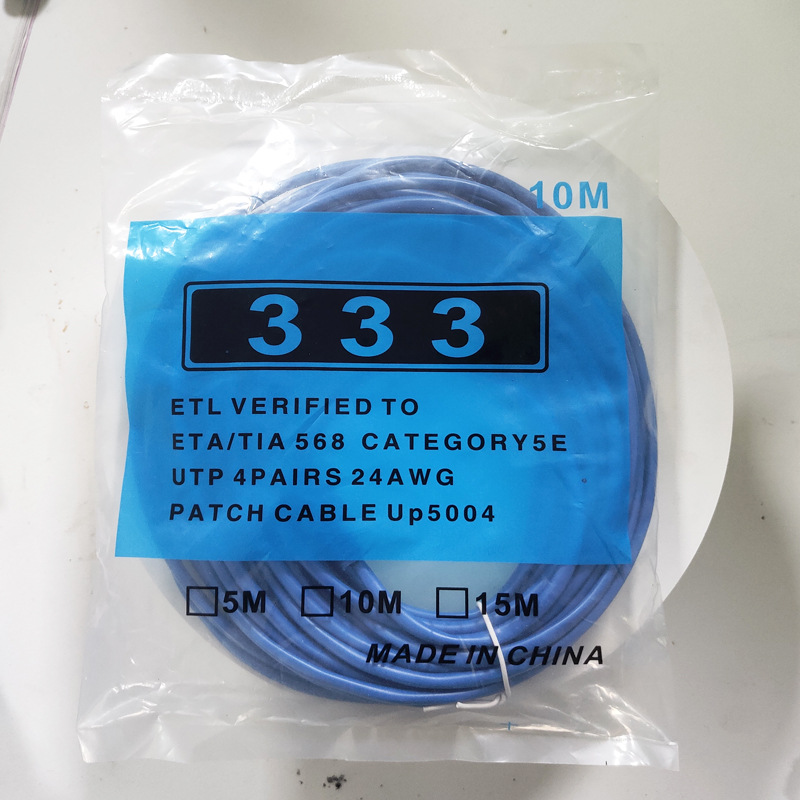 10M
333
ETL VERIFIED TO
ETA/TIA 568 CATEGORY5E
UTP 4PAIRS 24AWG
PATCH CABLE Up5004
5M 10M 15M
MADE IN CHINA